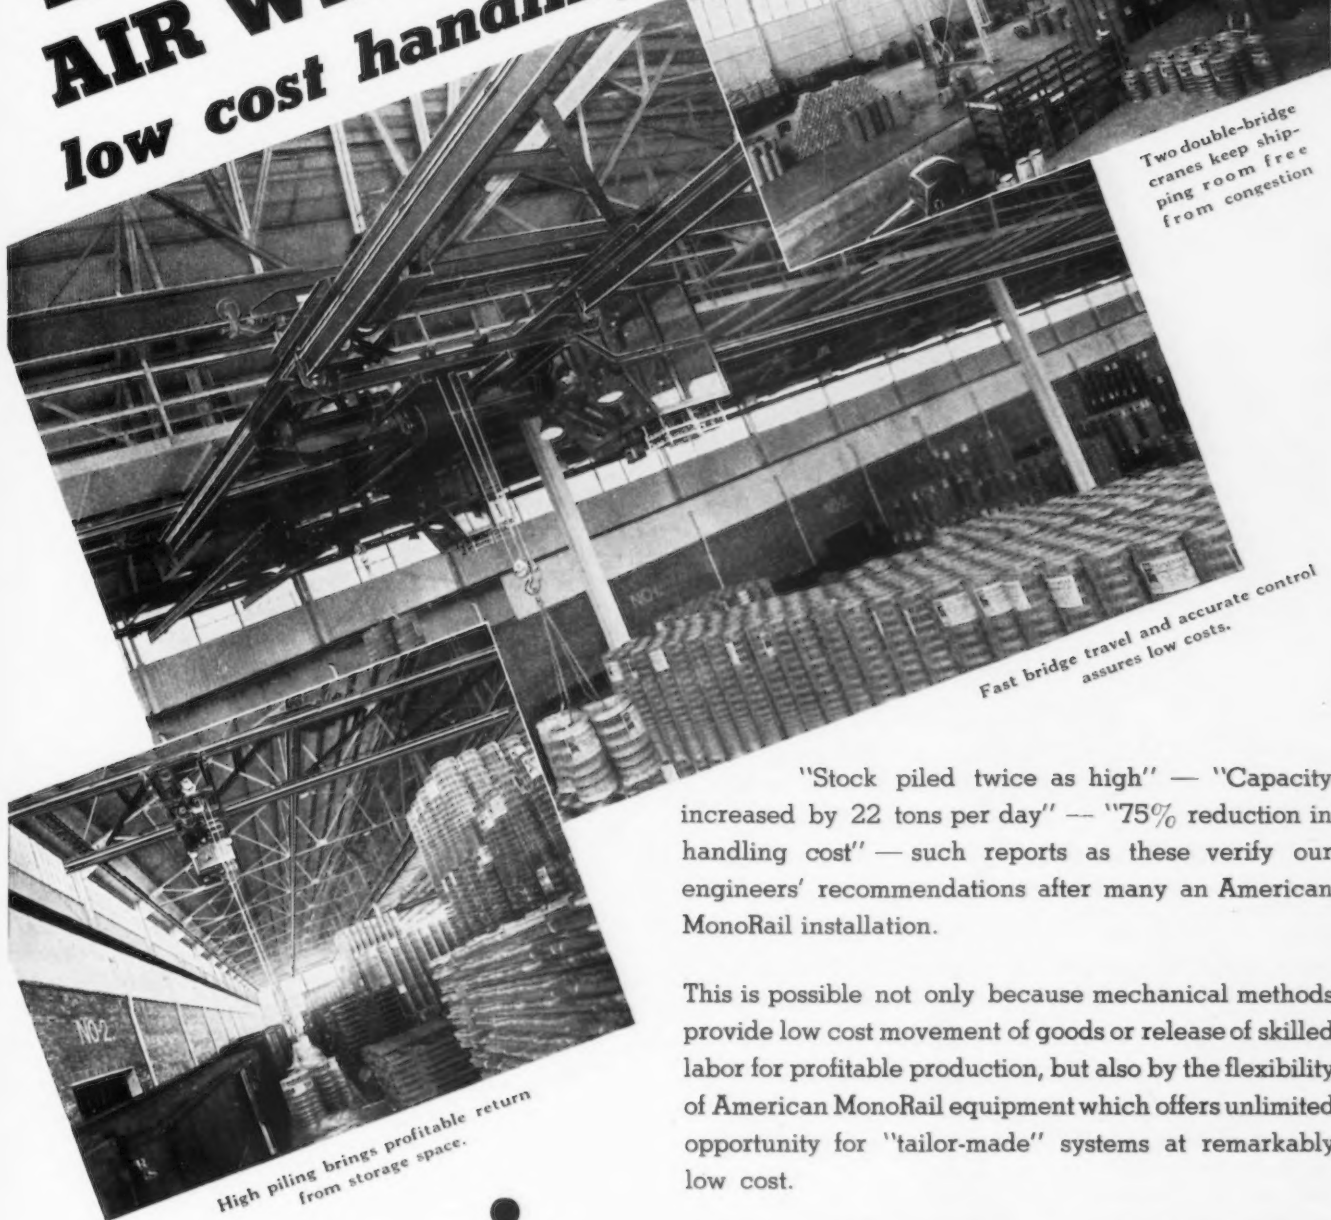 AIR
low cost handling
Two double-bridge
cranes keep ship-
ping room free
from congestion
NO-1
Fast bridge travel and accurate control
assures low costs.
"Stock piled twice as high" — "Capacity
increased by 22 tons per day" — "75% reduction in
handling cost" — such reports as these verify our
engineers' recommendations after many an American
MonoRail installation.
This is possible not only because mechanical methods
provide low cost movement of goods or release of skilled
labor for profitable production, but also by the flexibility
of American MonoRail equipment which offers unlimited
opportunity for "tailor-made" systems at remarkably
low cost.
NO-2
High piling brings profitable return
from storage space.